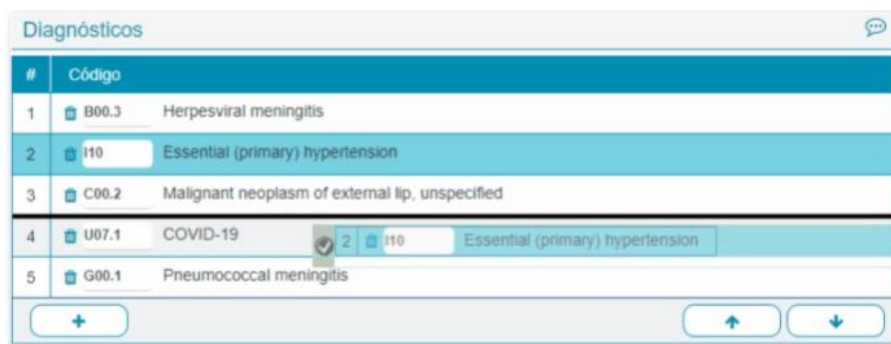 Diagnósticos
# Código
1 B00.3 Herpesviral meningitis
2 I10 Essential (primary) hypertension
3 C00.2 Malignant neoplasm of external lip, unspecified
4 U07.1 COVID-19 2 I10 Essential (primary) hypertension
5 G00.1 Pneumococcal meningitis